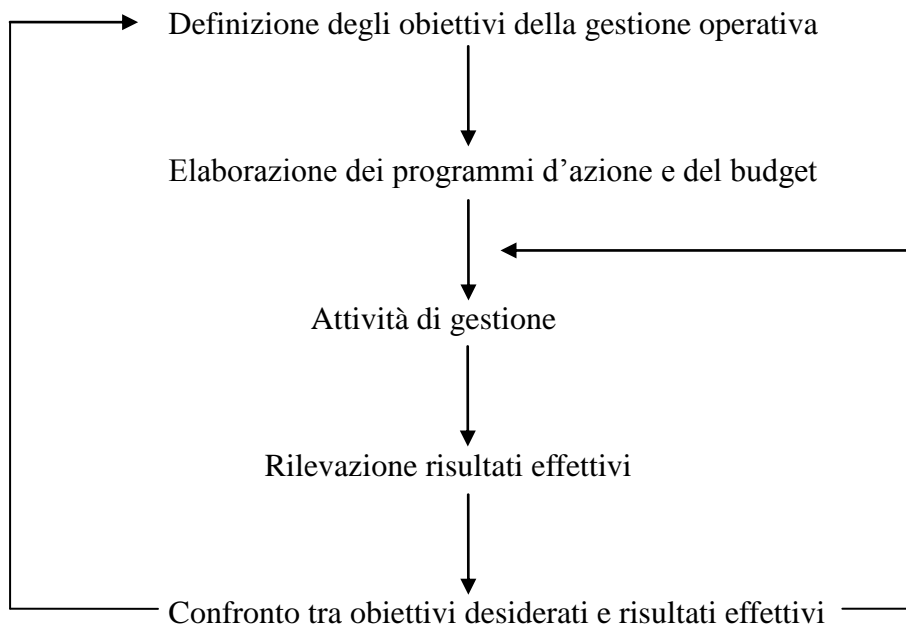 Definizione degli obiettivi della gestione operativa
Elaborazione dei programmi d’azione e del budget
Attività di gestione
Rilevazione risultati effettivi
Confronto tra obiettivi desiderati e risultati effettivi